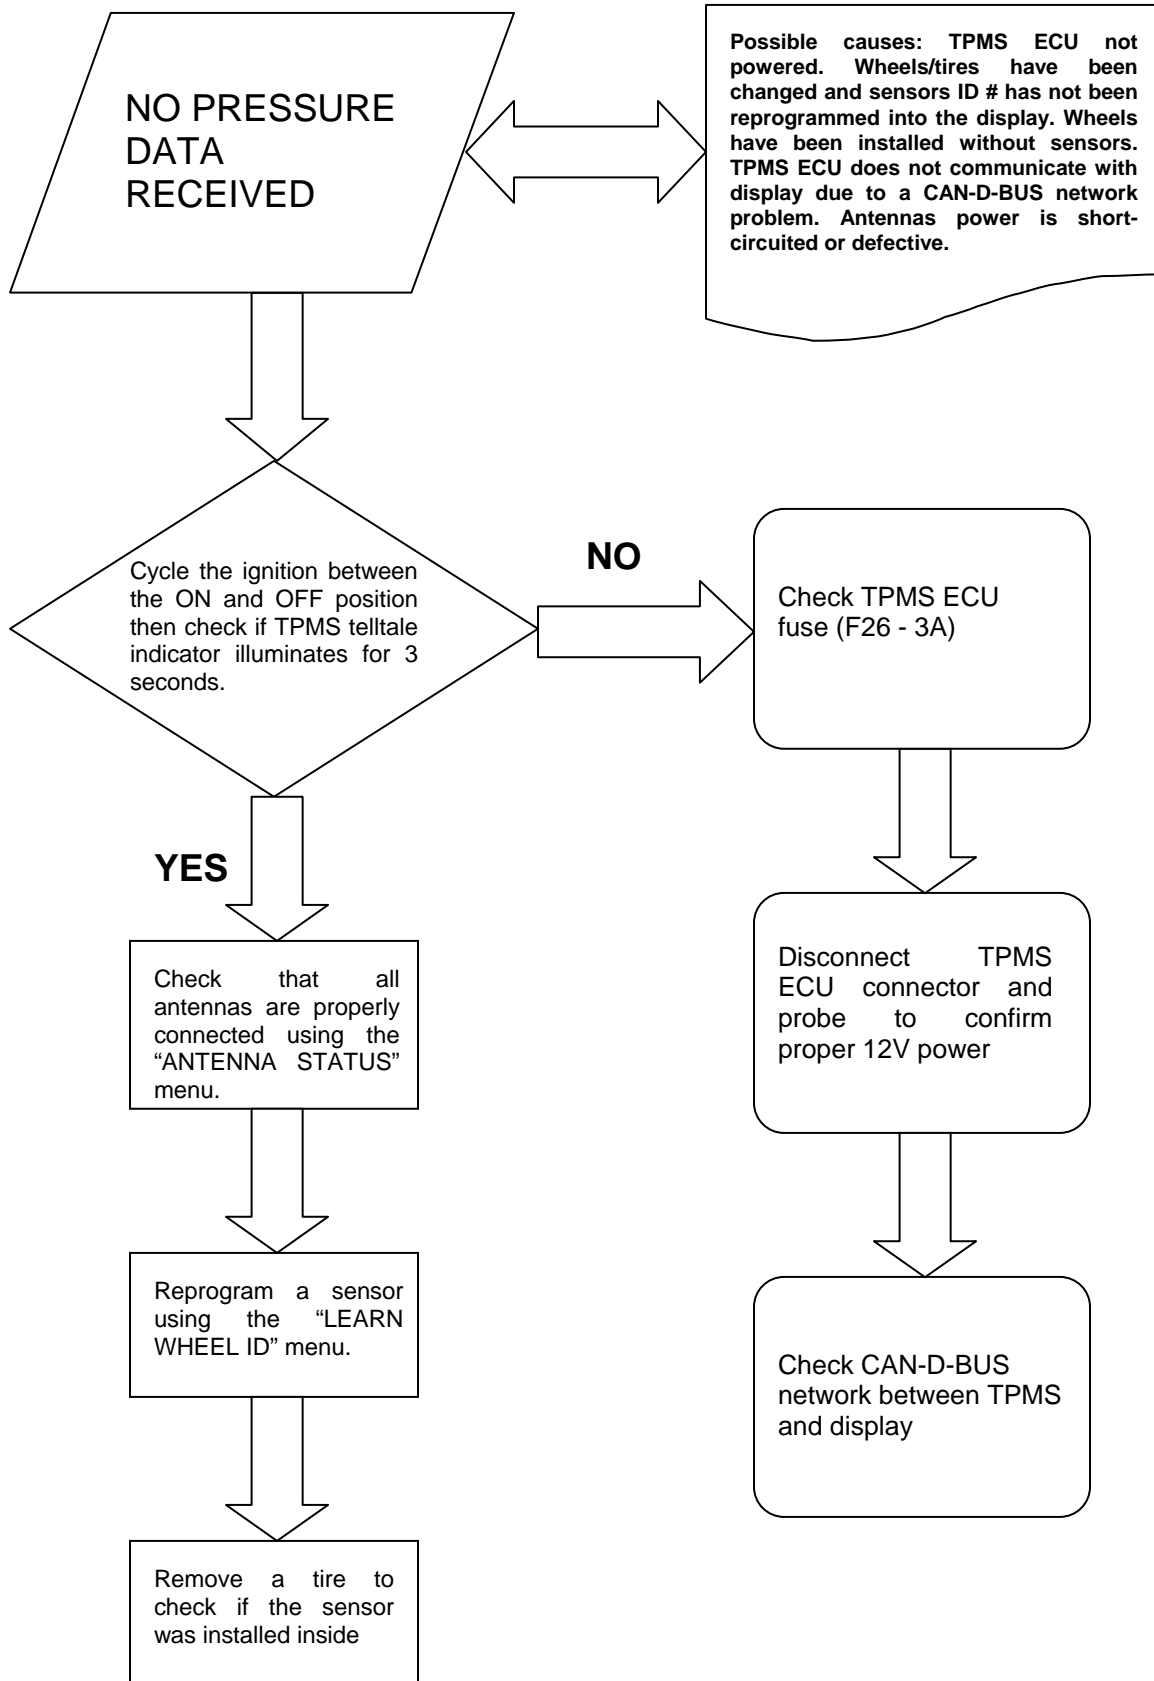 NO PRESSURE
DATA
RECEIVED
Possible causes: TPMS ECU not
powered. Wheels/tires have been
changed and sensors ID # has not been
reprogrammed into the display. Wheels
have been installed without sensors.
TPMS ECU does not communicate with
display due to a CAN-D-BUS network
problem. Antennas power is short-
circuited or defective.
Cycle the ignition between
the ON and OFF position
then check if TPMS telltale
indicator illuminates for 3
seconds.
NO
Check TPMS ECU
fuse (F26 - 3A)
YES
Check that all
antennas are properly
connected using the
“ANTENNA STATUS”
menu.
Disconnect TPMS
ECU connector and
probe to confirm
proper 12V power
Reprogram a sensor
using the “LEARN
WHEEL ID” menu.
Check CAN-D-BUS
network between TPMS
and display
Remove a tire to
check if the sensor
was installed inside